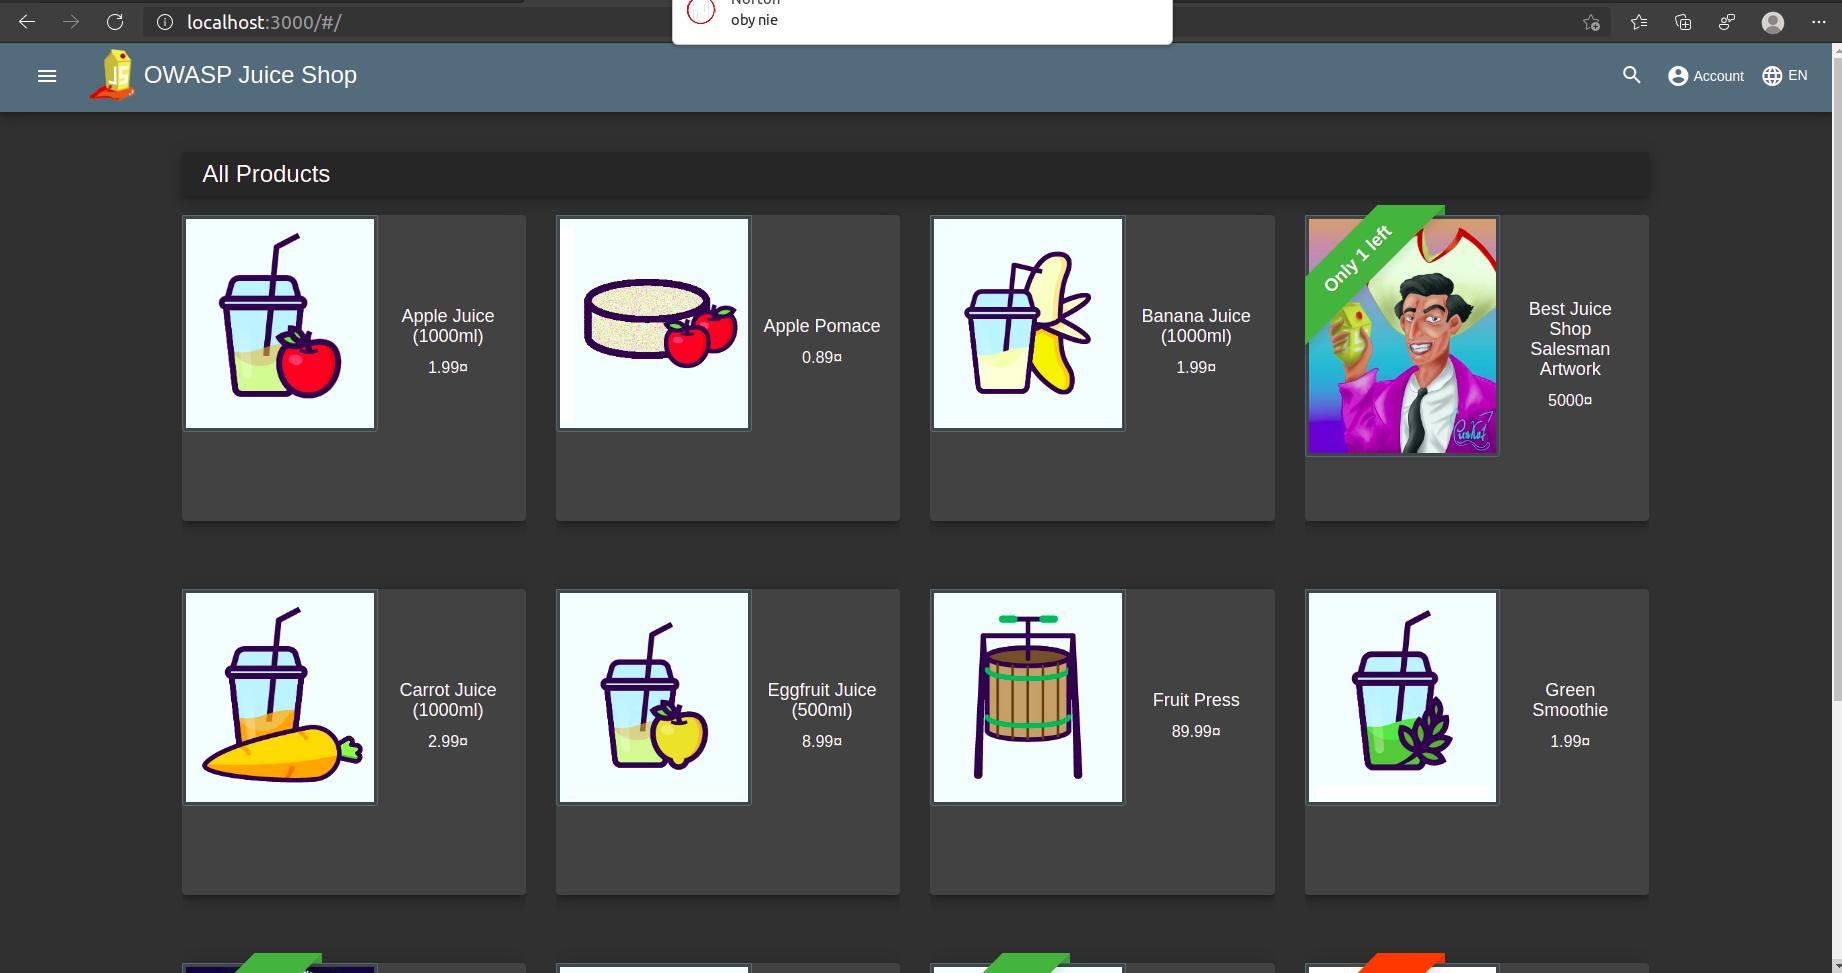 localhost:3000/#/
Norton
oby nie
OWASP Juice Shop
Account
EN
All Products
Apple Juice
(1000ml)
1.99¤
Apple Pomace
0.89¤
Banana Juice
(1000ml)
1.99¤
Only 1 left
Best Juice
Shop
Salesman
Artwork
5000¤
Carrot Juice
(1000ml)
2.99¤
Eggfruit Juice
(500ml)
8.99¤
Fruit Press
89.99¤
Green
Smoothie
1.99¤